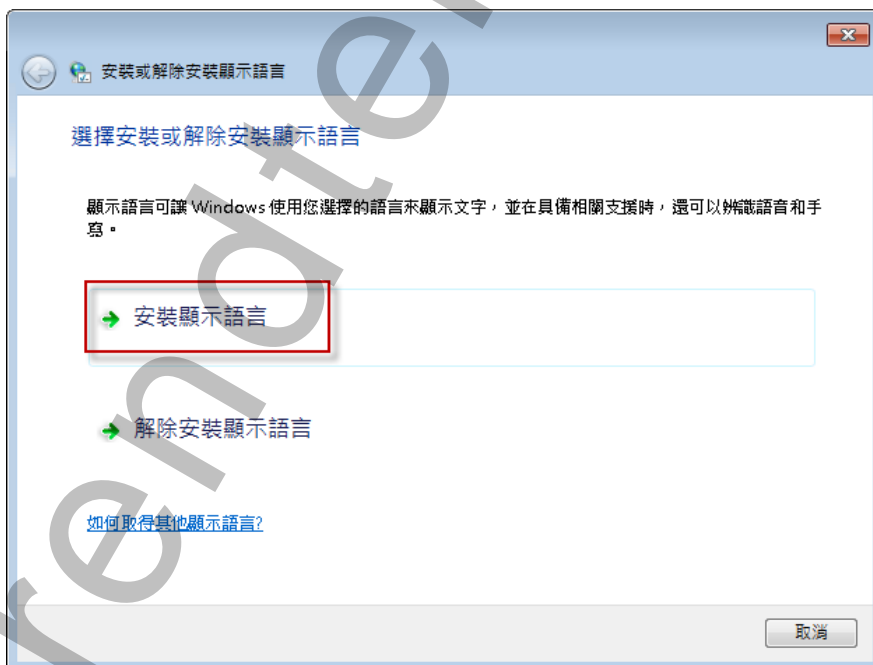 安裝或解除安裝顯示語言
選擇安裝或解除安裝顯示語言
顯示語言可讓 Windows 使用您選擇的語言來顯示文字，並在具備相關支援時，還可以辨識語音和手
寫。
安裝顯示語言
解除安裝顯示語言
如何取得其他顯示語言?
取消